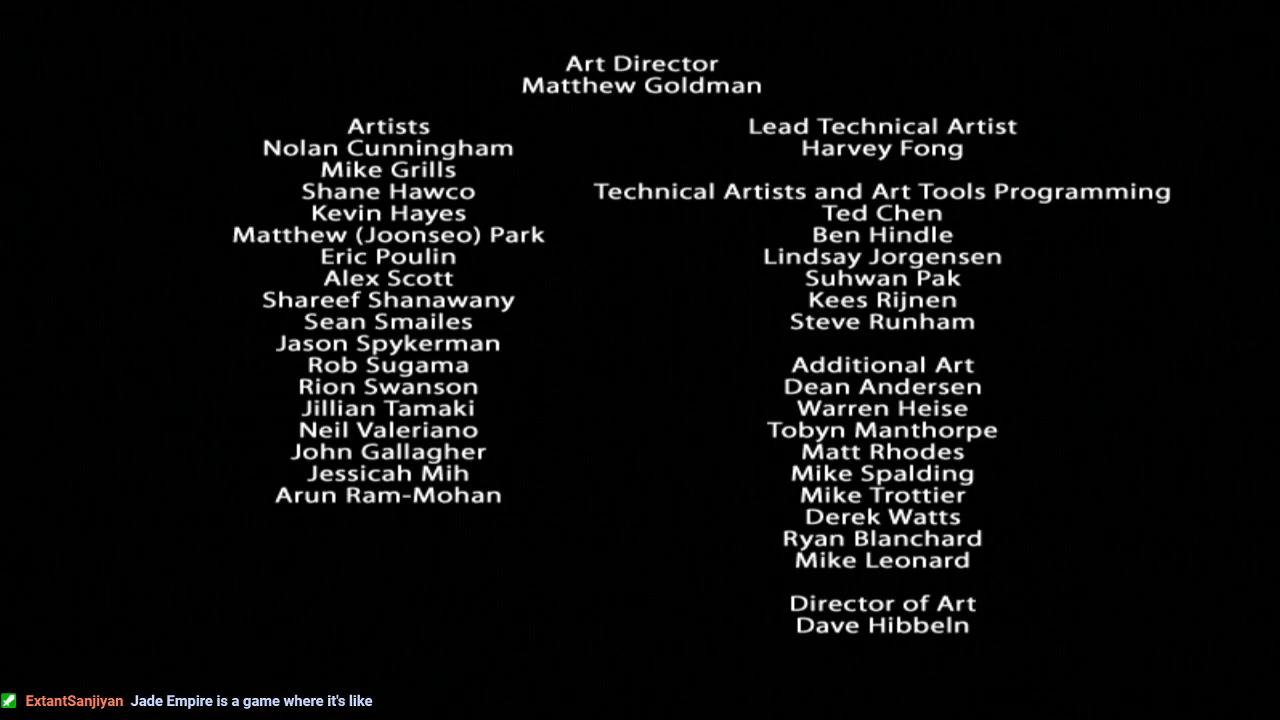 Art Director
Matthew Goldman
Artists
Nolan Cunningham
Mike Grills
Shane Hawco
Kevin Hayes
Matthew (Joonseo) Park
Eric Poulin
Alex Scott
Shareef Shanawany
Sean Smailes
Jason Spykerman
Rob Sugama
Rion Swanson
Jillian Tamaki
Neil Valeriano
John Gallagher
Jessicah Mih
Arun Ram-Mohan
Lead Technical Artist
Harvey Fong
Technical Artists and Art Tools Programming
Ted Chen
Ben Hindle
Lindsay Jorgensen
Suhwan Pak
Kees Rijnen
Steve Runham
Additional Art
Dean Andersen
Warren Heise
Tobyn Manthorpe
Matt Rhodes
Mike Spalding
Mike Trottier
Derek Watts
Ryan Blanchard
Mike Leonard
Director of Art
Dave Hibbeln
ExtantSanjiyan Jade Empire is a game where it's like